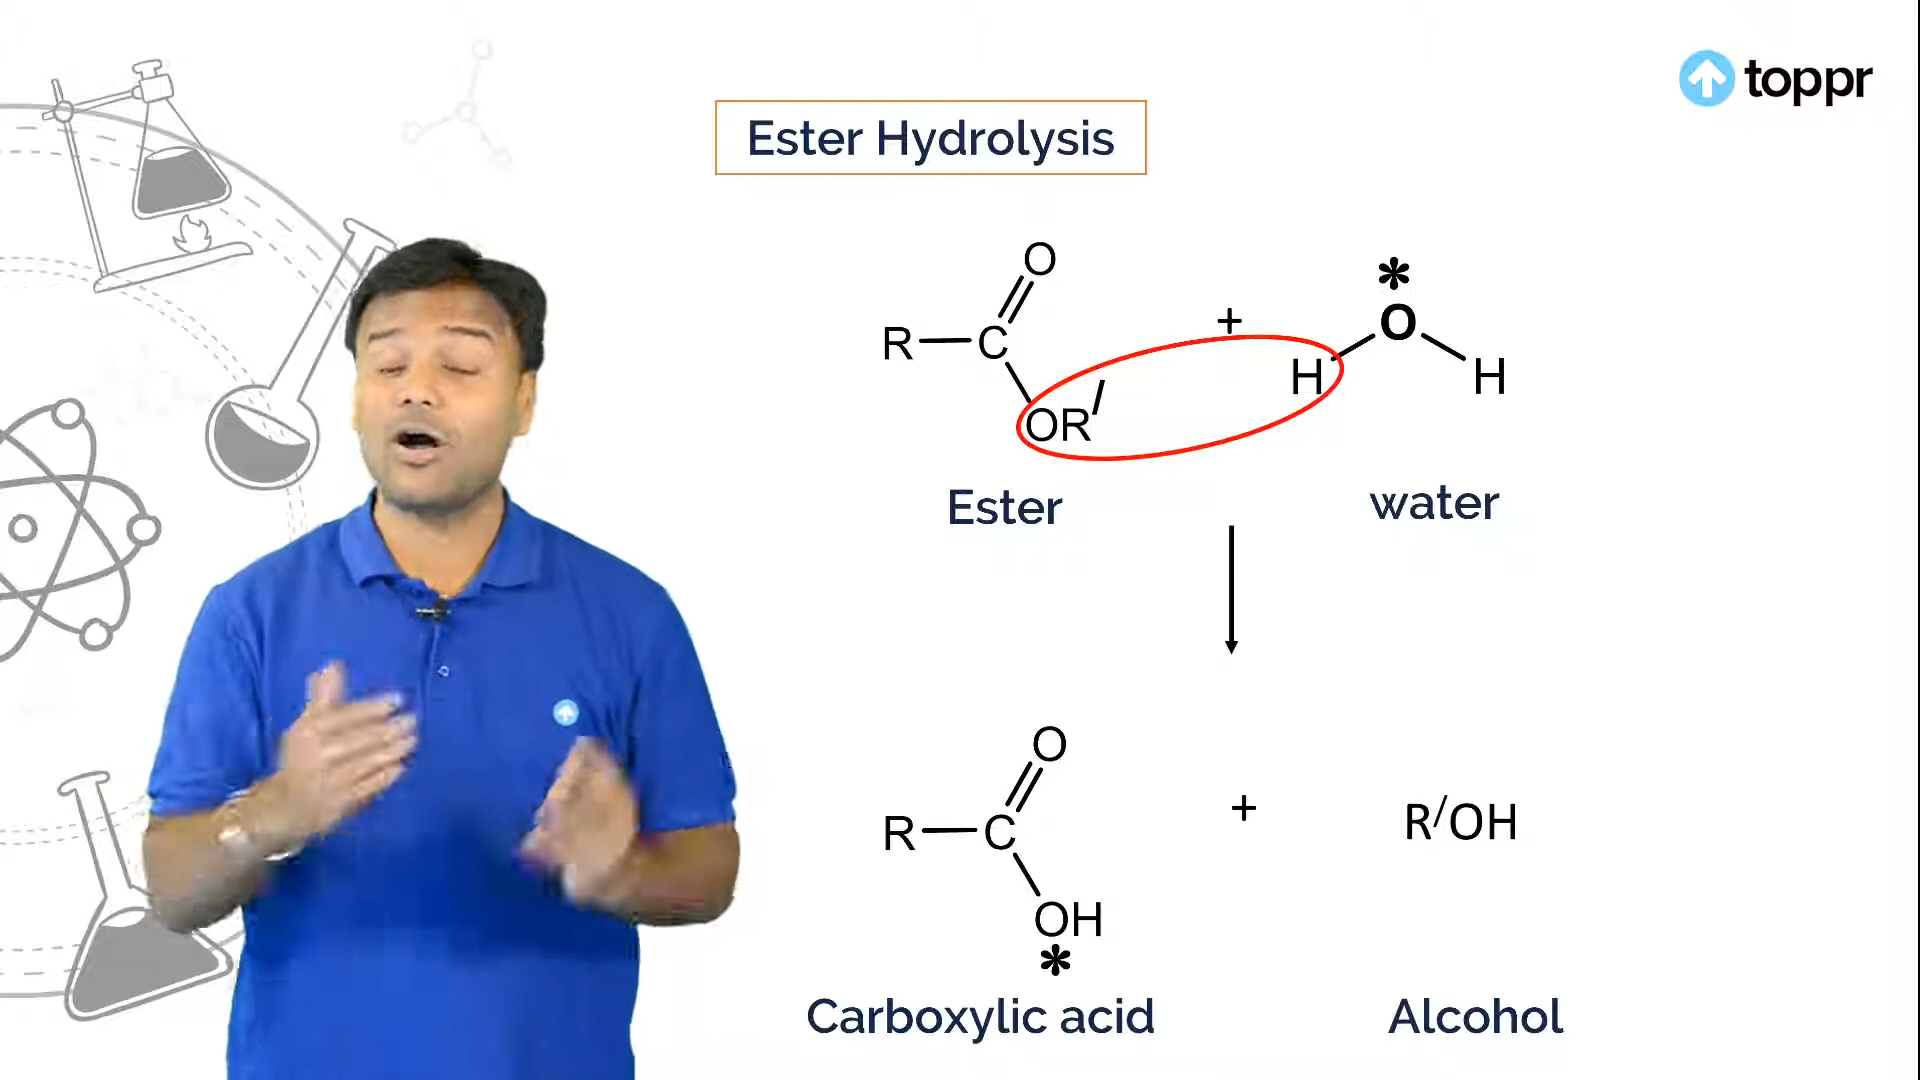 toppr
Ester Hydrolysis
O
*
R—C
+
O
H
H
OR/
Ester
water
O
R—C
+
R/OH
OH
*
Carboxylic acid
Alcohol